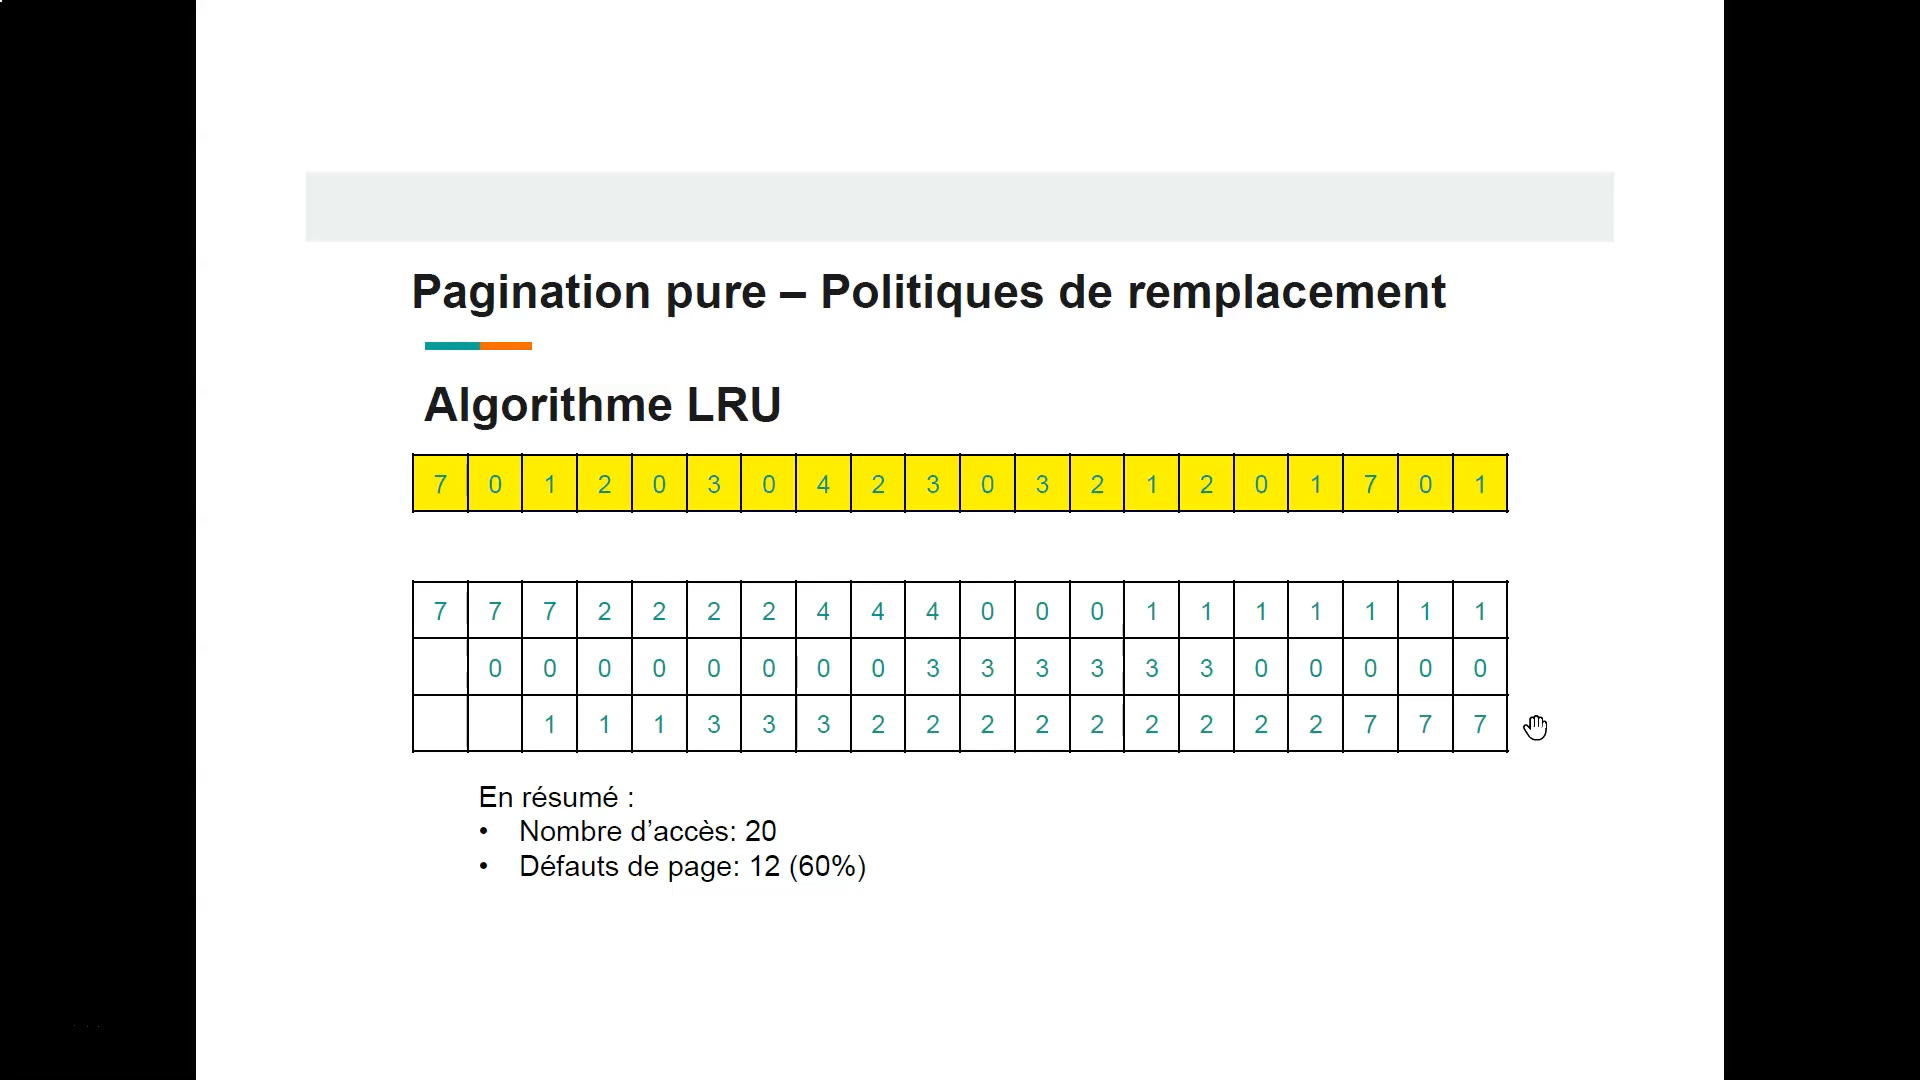 Pagination pure – Politiques de remplacement
Algorithme LRU
7 0 1 2 0 3 0 4 2 3 0 3 2 1 2 0 1 7 0 1
7 7 7 2 2 2 2 4 4 4 0 0 0 1 1 1 1 1 1 1
0 0 0 0 0 0 0 0 3 3 3 3 3 3 0 0 0 0 0
1 1 1 3 3 3 2 2 2 2 2 2 2 2 2 7 7 7
En résumé :
• Nombre d’accès: 20
• Défauts de page: 12 (60%)